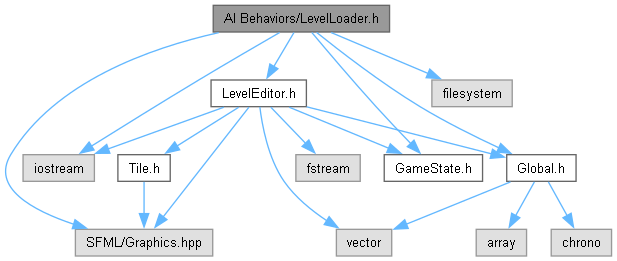 AI Behaviors/LevelLoader.h
LevelEditor.h
filesystem
iostream
Tile.h
fstream
GameState.h
Global.h
SFML/Graphics.hpp
vector
array
chrono